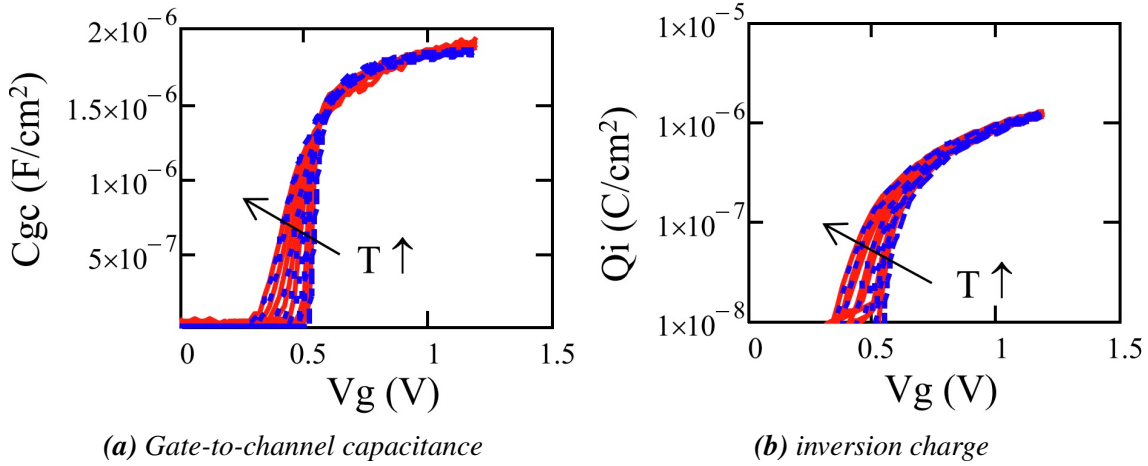 2×10⁻⁶
1.5×10⁻⁶
1×10⁻⁶
5×10⁻⁷
Cgc (F/cm²)
T ↑
0
0.5
1
1.5
Vg (V)
(a) Gate-to-channel capacitance
1×10⁻⁵
1×10⁻⁶
1×10⁻⁷
1×10⁻⁸
Qi (C/cm²)
T ↑
0
0.5
1
1.5
Vg (V)
(b) inversion charge